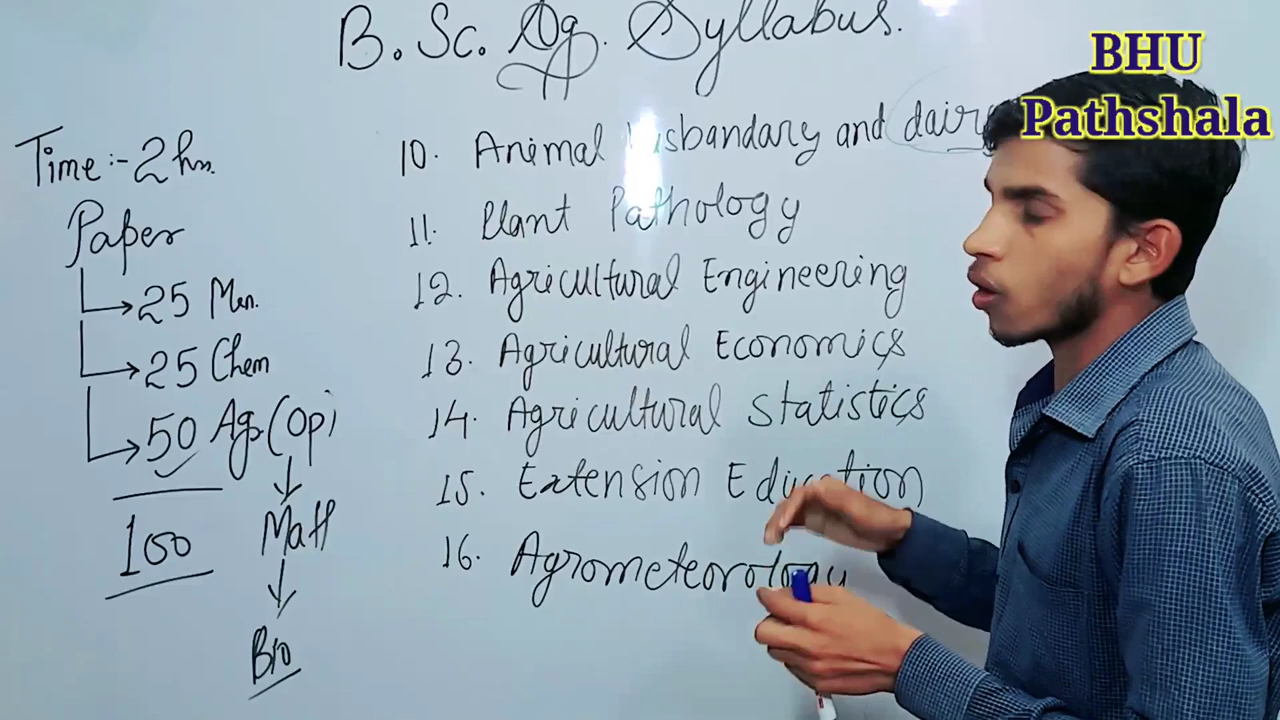 B. Sc. Ag. Syllabus.
BHU
Pathshala
Time :- 2 hrs.
Paper
25 Men.
25 Chem
50 Ag. (Op)
100
Math
Bio
10. Animal Husbandary and dairy
11. Plant Pathology
12. Agricultural Engineering
13. Agricultural Economics
14. Agricultural Statistics
15. Extension Education
16. Agrometeorology